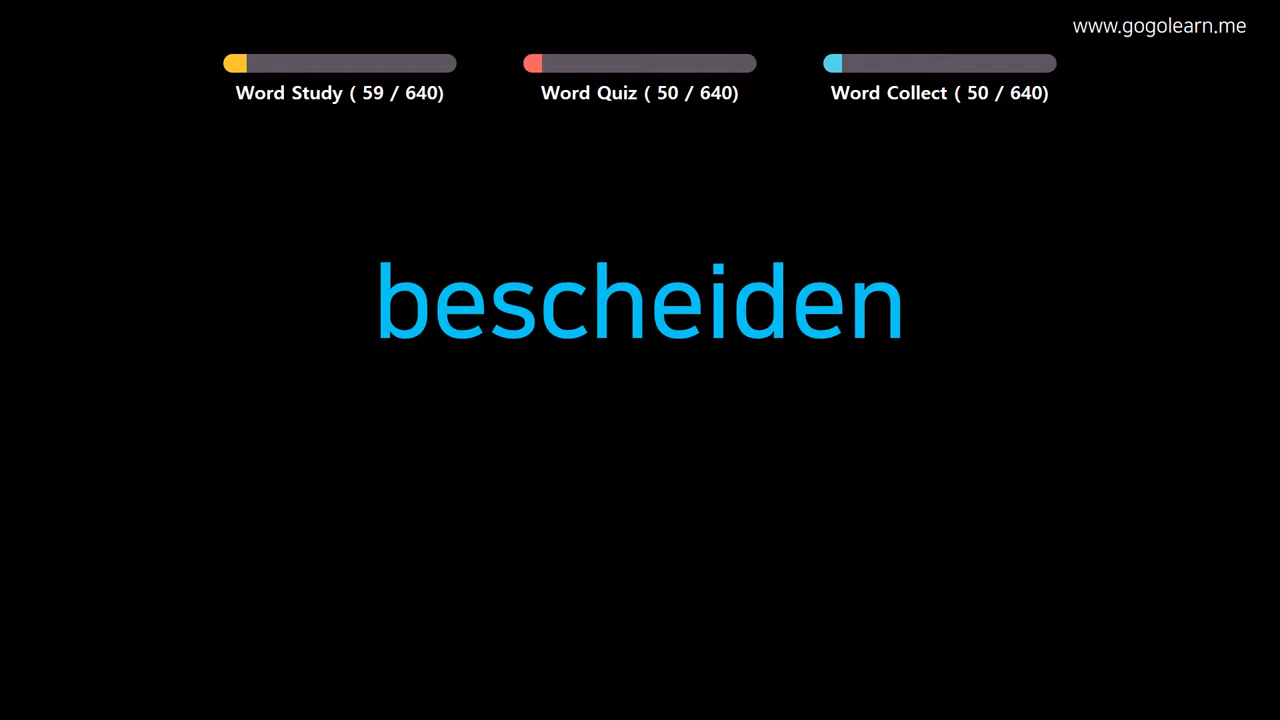 www.gogolearn.me
Word Study ( 59 / 640)
Word Quiz ( 50 / 640)
Word Collect ( 50 / 640)
bescheiden